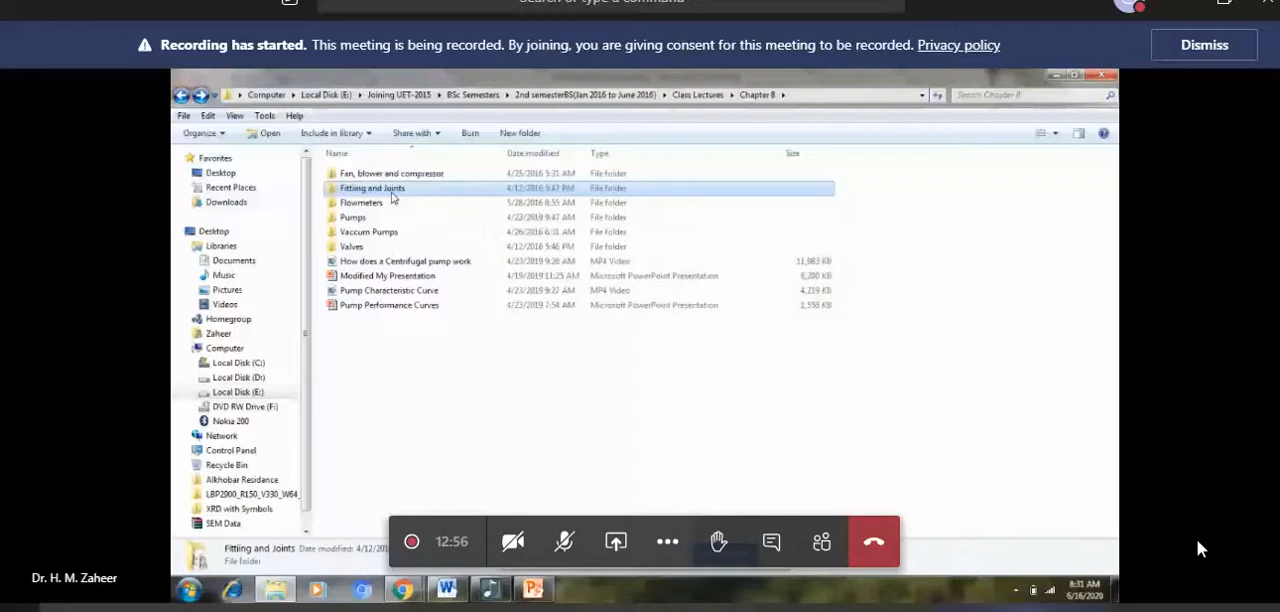 Search or type a command
Recording has started. This meeting is being recorded. By joining, you are giving consent for this meeting to be recorded. Privacy policy
Dismiss
Computer Local Disk (E:) Joining UET-2015 BSc Semesters 2nd semesterBS(Jan 2016 to June 2016) Class Lectures Chapter 8
Search Chapter 8
File Edit View Tools Help
Organize Open Include in library Share with Burn New folder
Name Date modified Type Size
Favorites
Desktop
Recent Places
Downloads
Desktop
Libraries
Documents
Music
Pictures
Videos
Homegroup
Zaheer
Computer
Local Disk (C:)
Local Disk (D:)
Local Disk (E:)
DVD RW Drive (F:)
Nokia 200
Network
Control Panel
Recycle Bin
Alkhobar Residance
LBP2900_R150_V330_W64_
XRD with Symbols
SEM Data
Fan, blower and compressor 4/25/2016 5:31 AM File folder
Fittiing and Joints 4/12/2016 5:47 PM File folder
Flowmeters 5/28/2016 8:55 AM File folder
Pumps 4/22/2019 9:47 AM File folder
Vaccum Pumps 4/26/2016 6:31 AM File folder
Valves 4/12/2016 5:46 PM File folder
How does a Centrifugal pump work 4/23/2019 9:26 AM MP4 Video 11,983 KB
Modified My Presentation 4/19/2019 11:25 AM Microsoft PowerPoint Presentation 6,200 KB
Pump Characteristic Curve 4/23/2019 9:27 AM MP4 Video 4,219 KB
Pump Performance Curves 4/23/2019 7:54 AM Microsoft PowerPoint Presentation 1,558 KB
Fittiing and Joints Date modified: 4/12/201
File folder
12:56
Dr. H. M. Zaheer
8:31 AM
6/16/2020